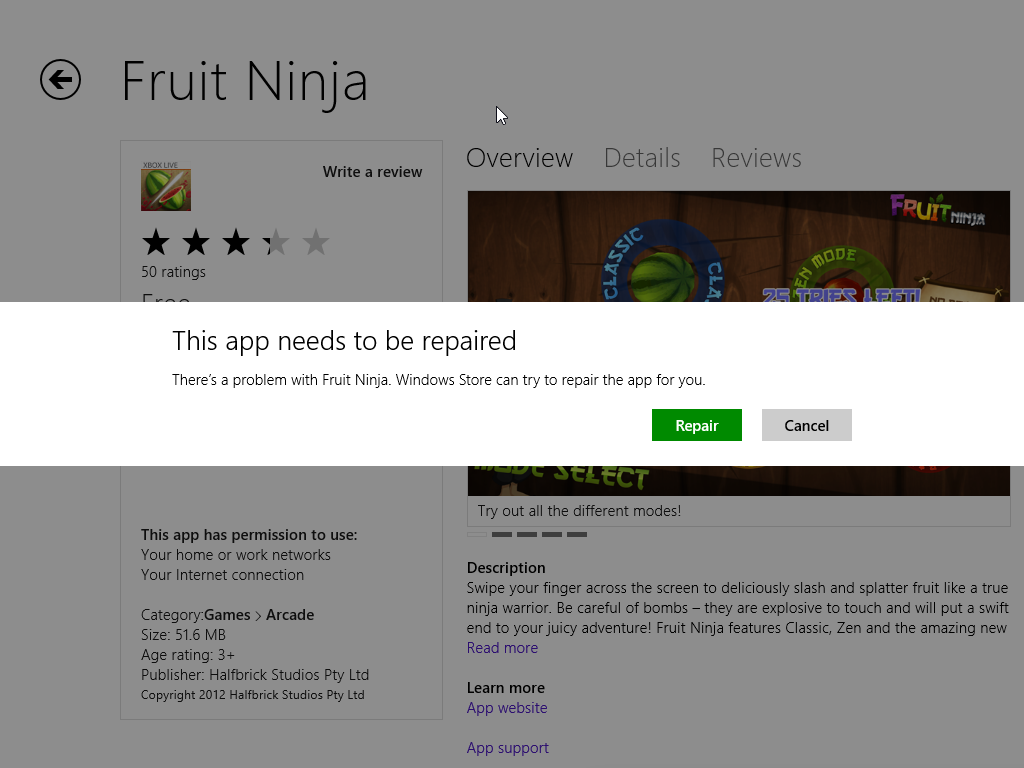 Fruit Ninja
XBOX LIVE
Write a review
50 ratings
Free
Overview Details Reviews
FRUIT NINJA
CLASSIC
ZEN MODE
25 TRIES LEFT!
This app needs to be repaired
There's a problem with Fruit Ninja. Windows Store can try to repair the app for you.
Repair Cancel
MODE SELECT
Try out all the different modes!
This app has permission to use:
Your home or work networks
Your Internet connection
Category:Games > Arcade
Size: 51.6 MB
Age rating: 3+
Publisher: Halfbrick Studios Pty Ltd
Copyright 2012 Halfbrick Studios Pty Ltd
Description
Swipe your finger across the screen to deliciously slash and splatter fruit like a true
ninja warrior. Be careful of bombs – they are explosive to touch and will put a swift
end to your juicy adventure! Fruit Ninja features Classic, Zen and the amazing new
Read more
Learn more
App website
App support